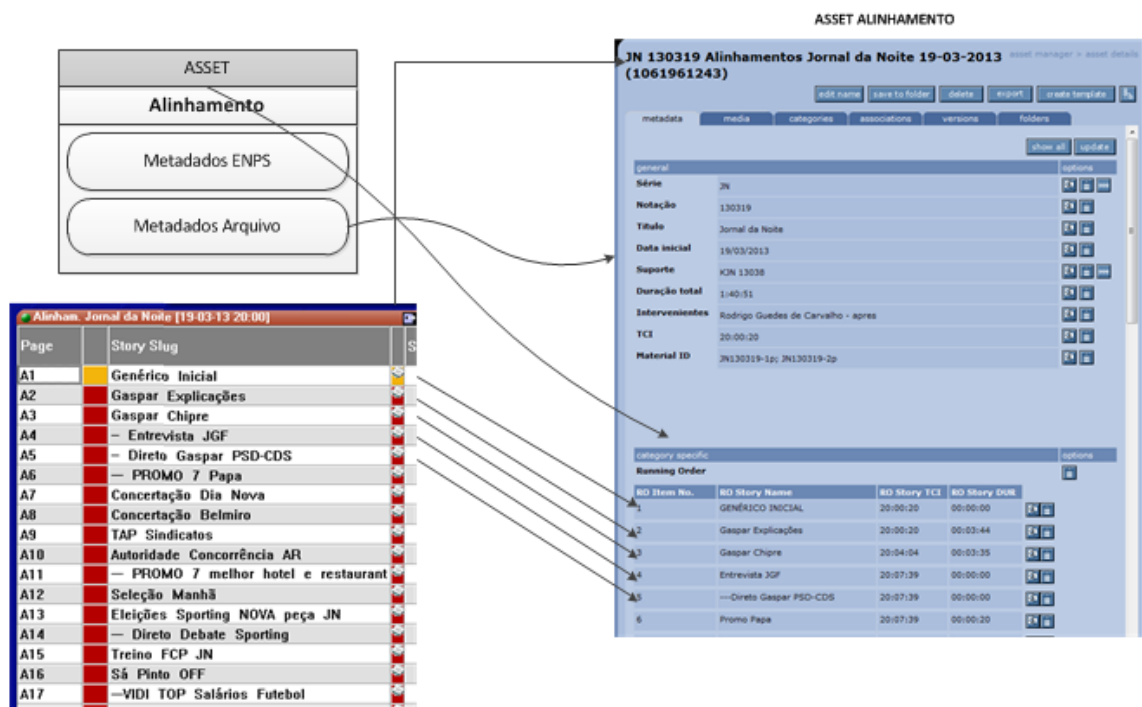 ASSET ALINHAMENTO
ASSET
Alinhamento
Metadados ENPS
Metadados Arquivo
Alinham. Jornal da Noite [19-03-13 20:00]
Page Story Slug S
A1 Genérico Inicial
A2 Gaspar Explicações
A3 Gaspar Chipre
A4 – Entrevista JGF
A5 – Direto Gaspar PSD-CDS
A6 — PROMO 7 Papa
A7 Concertação Dia Nova
A8 Concertação Belmiro
A9 TAP Sindicatos
A10 Autoridade Concorrência AR
A11 — PROMO 7 melhor hotel e restaurant
A12 Seleção Manhã
A13 Eleições Sporting NOVA peça JN
A14 — Direto Debate Sporting
A15 Treino FCP JN
A16 Sá Pinto OFF
A17 —VIDI TOP Salários Futebol
JN 130319 Alinhamentos Jornal da Noite 19-03-2013 asset manager > asset details
(1061961243)
edit name save to folder delete export create template
metadata media categories associations versions folders
show all update
general options
Série JN
Notação 130319
Título Jornal da Noite
Data inicial 19/03/2013
Suporte KJN 13038
Duração total 1:40:51
Intervenientes Rodrigo Guedes de Carvalho - apres
TCI 20:00:20
Material ID JN130319-1p; JN130319-2p
category specific options
Running Order
RO Item No. RO Story Name RO Story TCI RO Story DUR
1 GENÉRICO INICIAL 20:00:20 00:00:00
2 Gaspar Explicações 20:00:20 00:03:44
3 Gaspar Chipre 20:04:04 00:03:35
4 Entrevista JGF 20:07:39 00:00:00
5 ---Direto Gaspar PSD-CDS 20:07:39 00:00:00
6 Promo Papa 20:07:39 00:00:20